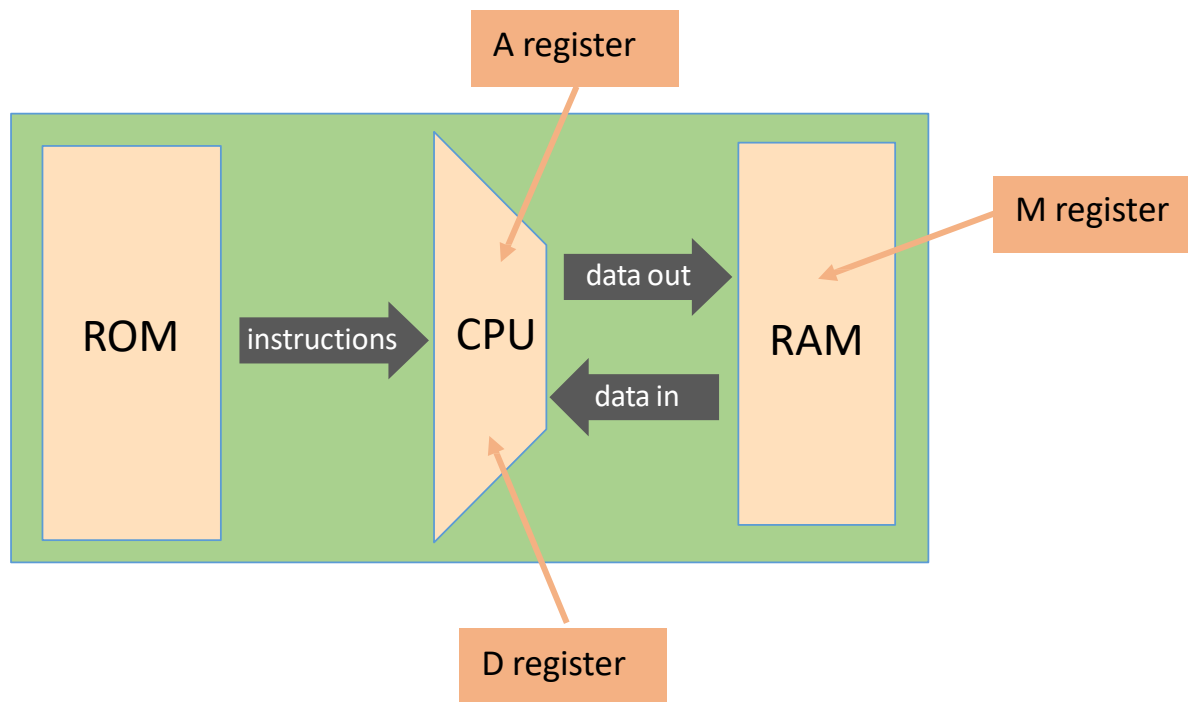 A register
M register
data out
ROM
instructions
CPU
RAM
data in
D register